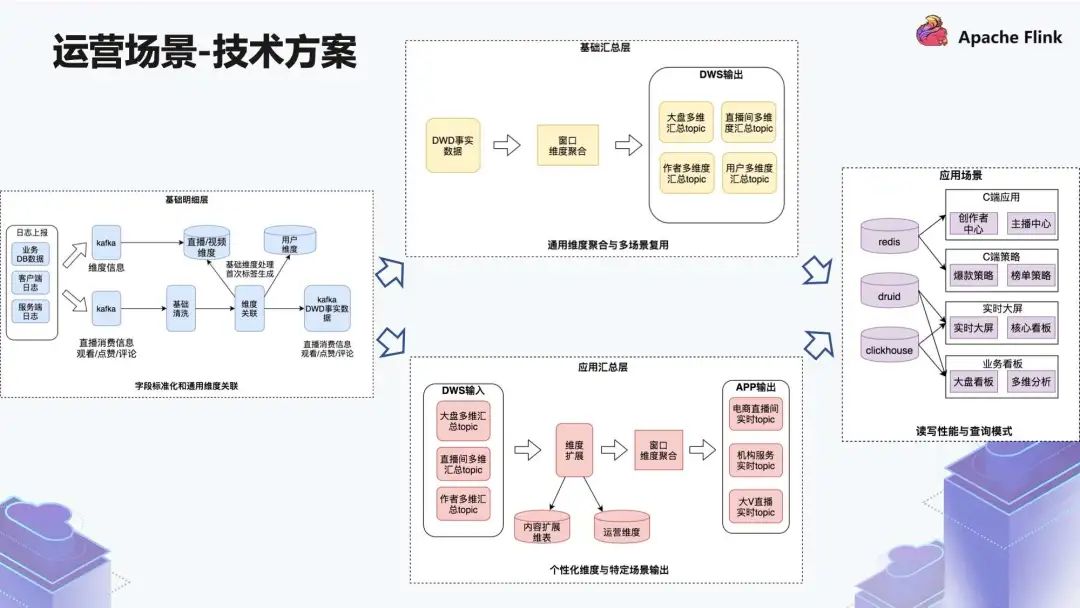 运营场景-技术方案
Apache Flink
基础明细层
日志上报
业务
DB数据
客户端
日志
服务端
日志
kafka
维度信息
kafka
直播消费信息
观看/点赞/评论
直播/视频
维度
用户
维度
基础维度处理
首次标签生成
基础
清洗
维度
关联
kafka
DWD事实数
据
直播消费信息
观看/点赞/评论
字段标准化和通用维度关联
基础汇总层
DWD事实
数据
窗口
维度聚合
DWS输出
大盘多维
汇总topic
直播间多维
度汇总topic
作者多维度
汇总topic
用户多维度
汇总topic
通用维度聚合与多场景复用
应用汇总层
DWS输入
大盘多维汇
总topic
直播间多维
汇总topic
作者多维汇
总topic
维度
扩展
窗口
维度聚合
内容扩展
维表
运营维度
APP输出
电商直播间
实时topic
机构服务
实时topic
大V直播
实时topic
个性化维度与特定场景输出
应用场景
redis
druid
clickhouse
C端应用
创作者
中心
主播中心
C端策略
爆款策略
榜单策略
实时大屏
实时大屏
核心看板
业务看板
大盘看板
多维分析
读写性能与查询模式